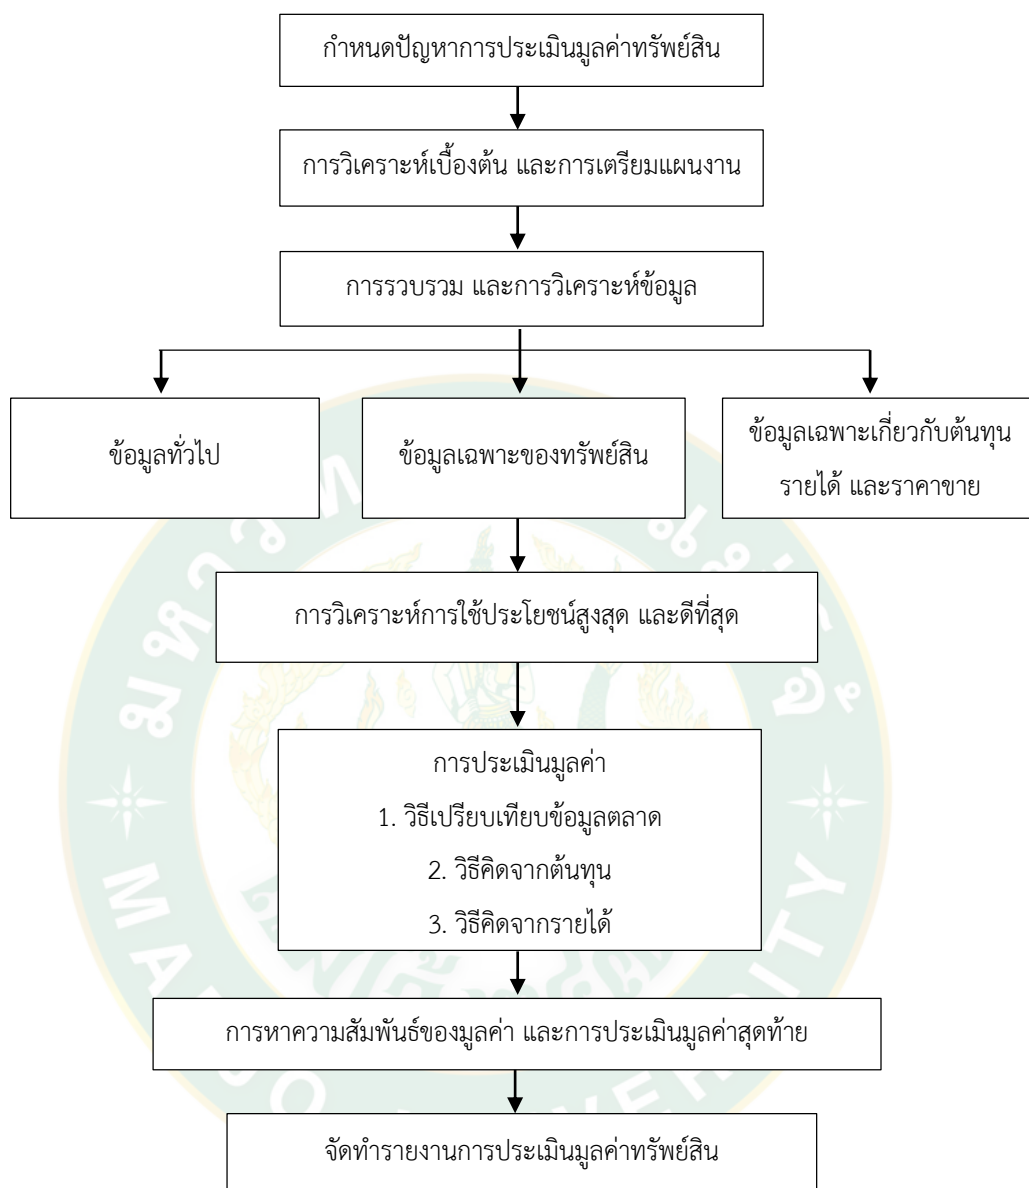 กำหนดปัญหาการประเมินมูลค่าทรัพย์สิน
การวิเคราะห์เบื้องต้น และการเตรียมแผนงาน
การรวบรวม และการวิเคราะห์ข้อมูล
ข้อมูลทั่วไป
ข้อมูลเฉพาะของทรัพย์สิน
ข้อมูลเฉพาะเกี่ยวกับต้นทุน
รายได้ และราคาขาย
การวิเคราะห์การใช้ประโยชน์สูงสุด และดีที่สุด
การประเมินมูลค่า
1. วิธีเปรียบเทียบข้อมูลตลาด
2. วิธีคิดจากต้นทุน
3. วิธีคิดจากรายได้
การหาความสัมพันธ์ของมูลค่า และการประเมินมูลค่าสุดท้าย
จัดทำรายงานการประเมินมูลค่าทรัพย์สิน